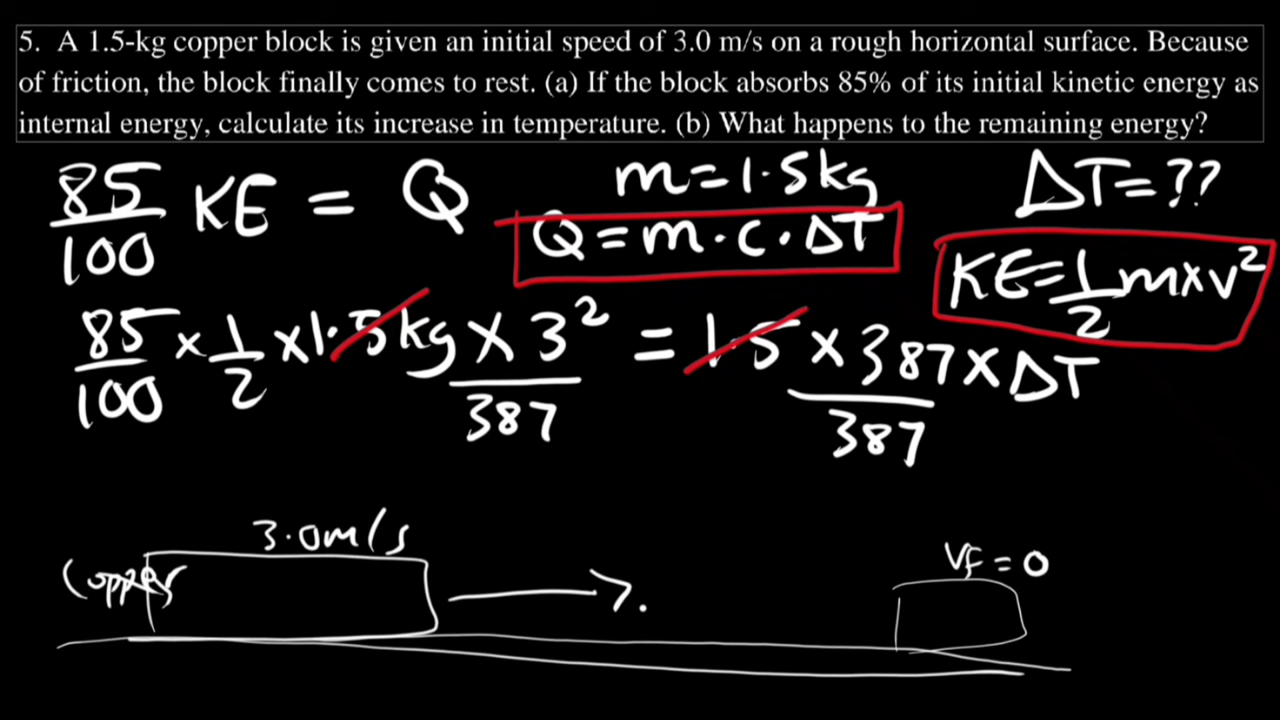 5. A 1.5-kg copper block is given an initial speed of 3.0 m/s on a rough horizontal surface. Because
of friction, the block finally comes to rest. (a) If the block absorbs 85% of its initial kinetic energy as
internal energy, calculate its increase in temperature. (b) What happens to the remaining energy?
85/100 KE = Q
m=1.5kg
Q=m·c·ΔT
ΔT=??
KE=1/2 m×v²
85/100 × 1/2 × 1.5kg × 3²/387 = 1.5 × 387/387 × ΔT
3.0m/s
Copper
VF=0